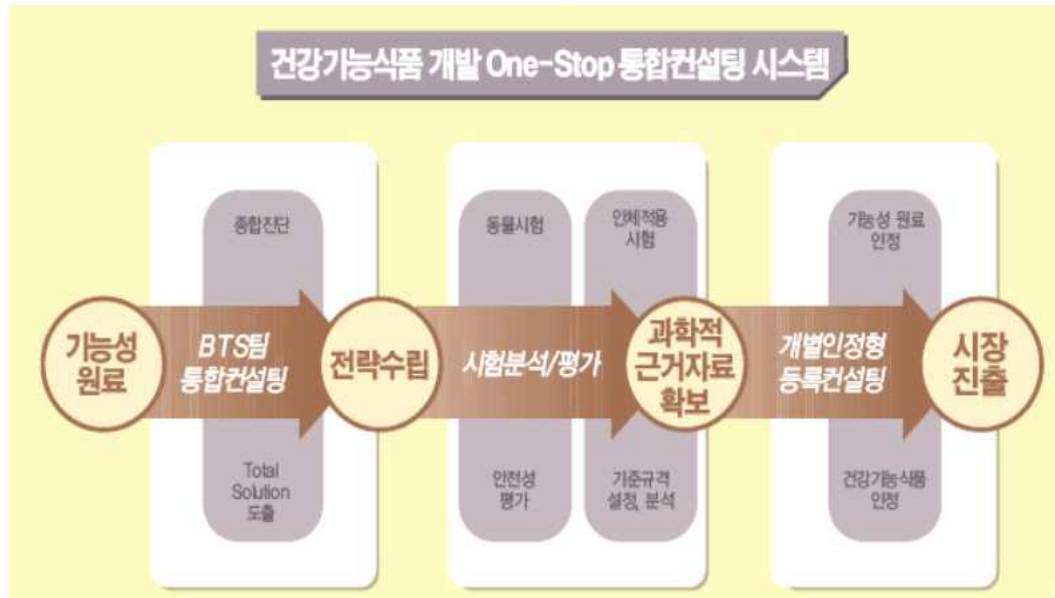 건강기능식품 개발 One-Stop 통합컨설팅 시스템
종합진단
기능성
원료
BTS팀
통합컨설팅
Total
Solution
도출
전략수립
동물시험
인체적용
시험
시험분석/평가
안전성
평가
기준규격
설정, 분석
과학적
근거자료
확보
기능성 원료
인정
개별인정형
등록컨설팅
건강기능식품
인정
시장
진출